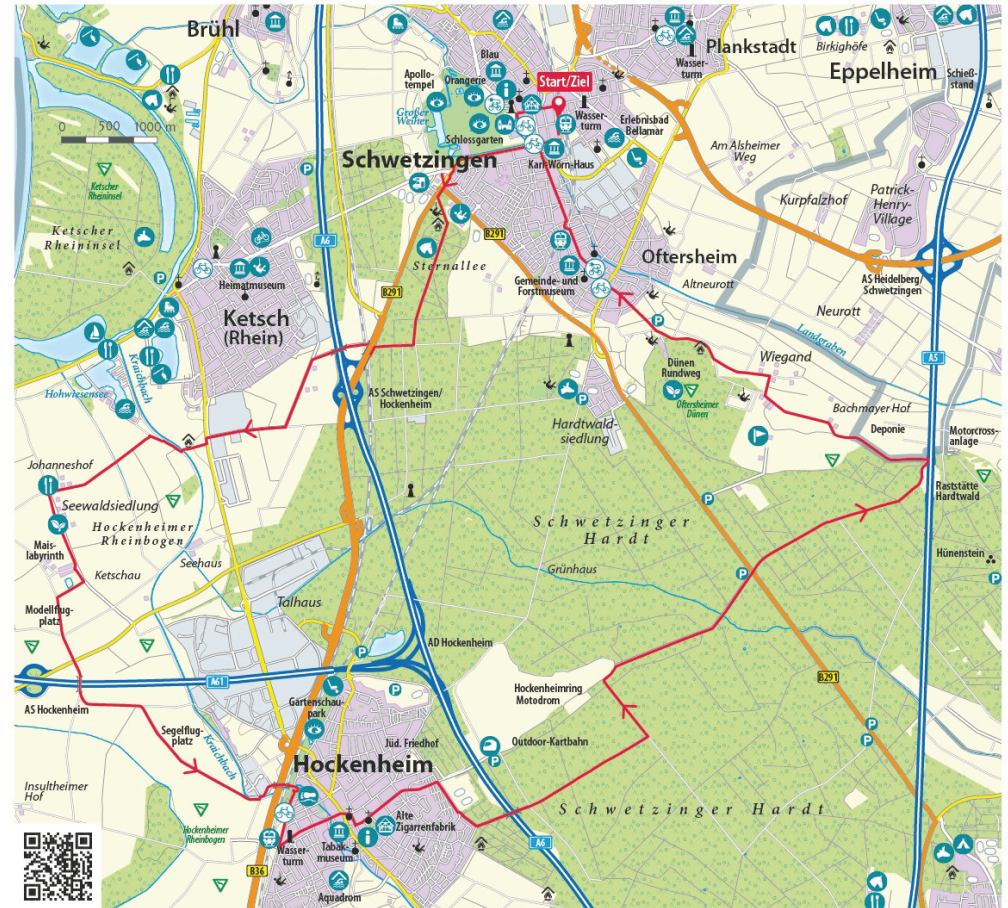 Brühl
Plankstadt
Birkighöfe
Eppelheim
Schieß-
stand
Wasser-
turm
Blau
Apollo-
tempel
Orangerie
Start/Ziel
Großer
Weiher
Wasser-
turm
Erlebnisbad
Bellamar
Schlossgarten
Karl-Wörn-Haus
0 500 1000 m
Schwetzingen
Am Alsheimer
Weg
Kurpfalzhof
Patrick-
Henry-
Village
Ketscher
Rheininsel
Ketscher
Rheininsel
A6
B291
Sternallee
Oftersheim
Gemeinde- und
Forstmuseum
Altneurott
AS Heidelberg/
Schwetzingen
Heimatmuseum
B291
Neurott
Ketsch
(Rhein)
Landgraben
Kraichbach
Hohwiesensee
Wiegand
A5
Dünen
Rundweg
Oftersheimer
Dünen
AS Schwetzingen/
Hockenheim
Hardtwald-
siedlung
Bachmayer Hof
Deponie
Motorcross-
anlage
Johanneshof
Seewaldsiedlung
Raststätte
Hardtwald
Hockenheimer
Rheinbogen
Schwetzinger
Hardt
Mais-
labyrinth
Ketschau
Seehaus
Grünhaus
Hünenstein
Talhaus
Modellflug-
platz
AD Hockenheim
A61
B291
AS Hockenheim
Hockenheimring
Motodrom
Gartenschau-
park
Segelflug-
platz
Kraichbach
Jüd. Friedhof
Outdoor-Kartbahn
Hockenheim
Insultheimer
Hof
Schwetzinger Hardt
Hockenheimer
Rheinbogen
Alte
Zigarrenfabrik
Wasser-
turm
Tabak-
museum
A6
B36
Aquadrom